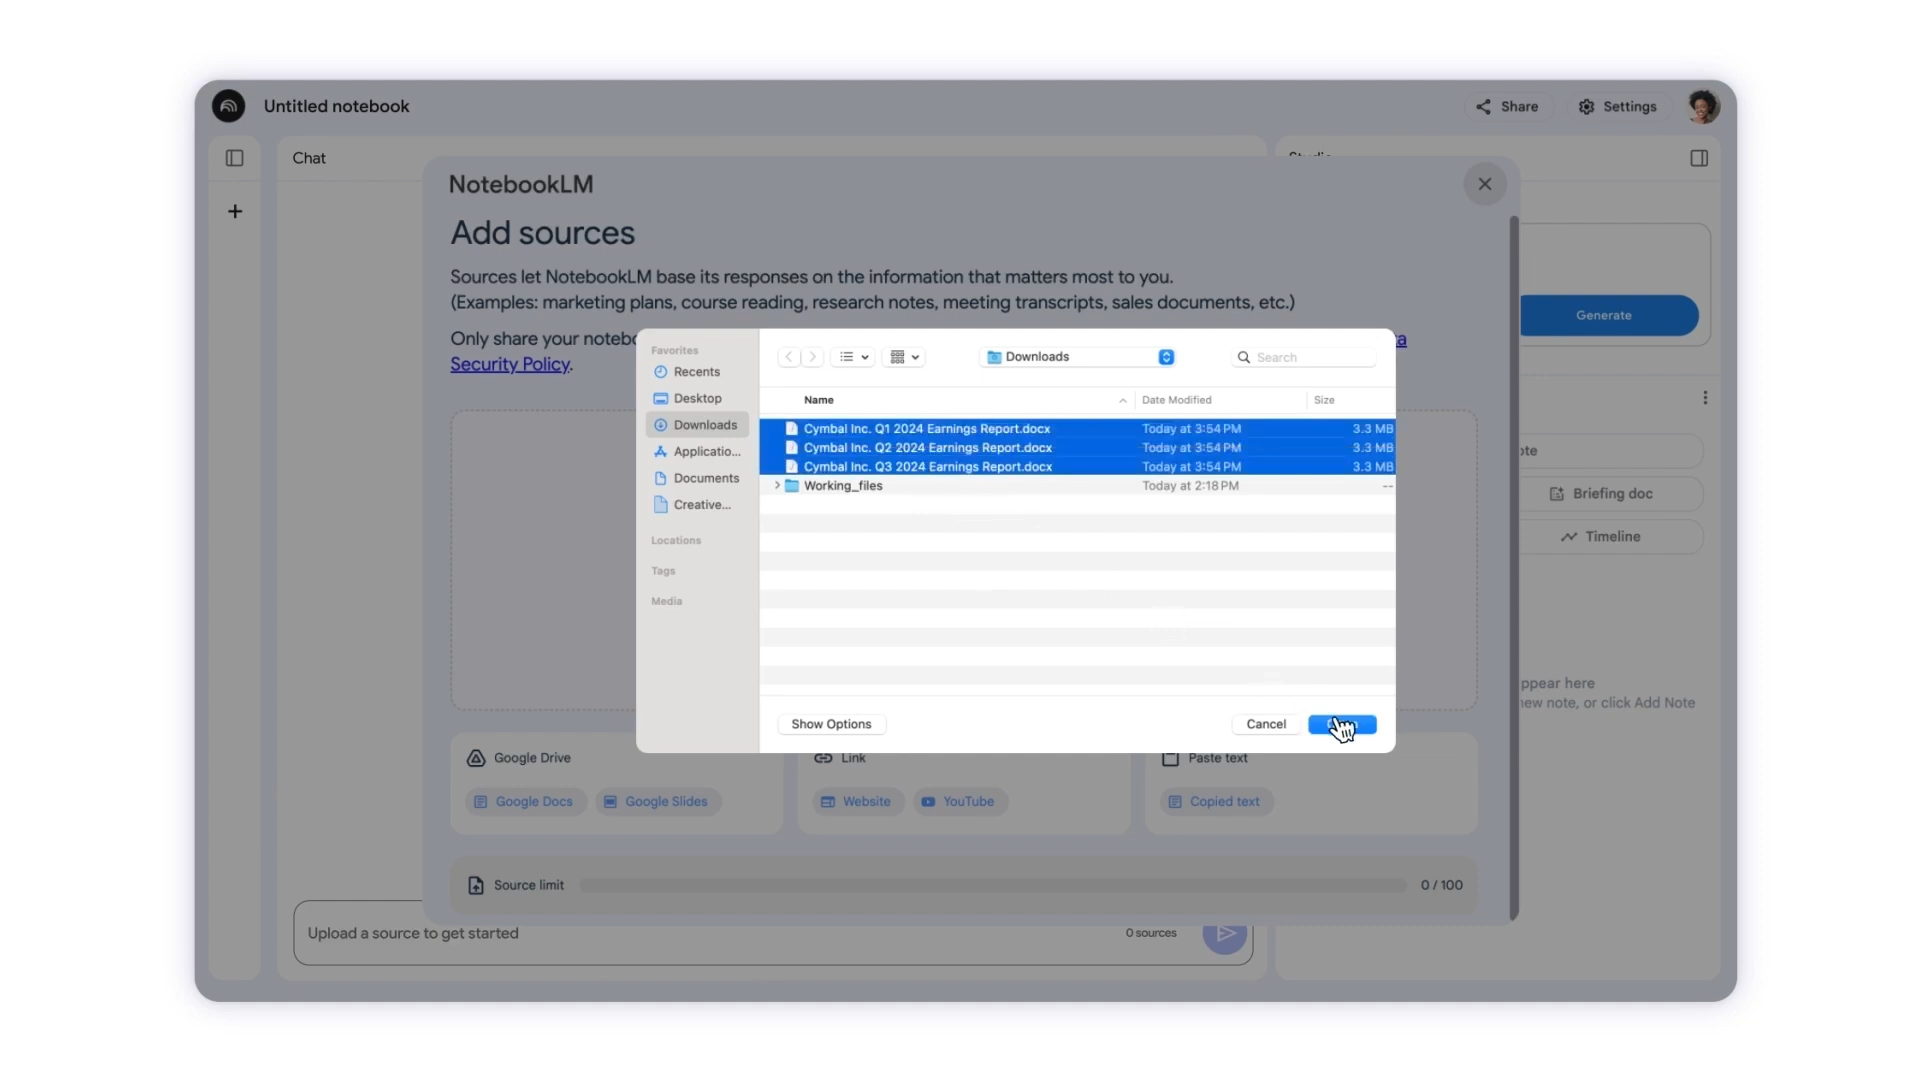 Untitled notebook
Share
Settings
Chat
NotebookLM
Add sources
Sources let NotebookLM base its responses on the information that matters most to you.
(Examples: marketing plans, course reading, research notes, meeting transcripts, sales documents, etc.)
Only share your
Security Policy.
Generate
Favorites
Recents
Desktop
Downloads
Applicatio...
Documents
Creative...
Locations
Tags
Media
Downloads
Search
Name
Date Modified
Size
Cymbal Inc. Q1 2024 Earnings Report.docx Today at 3:54 PM 3.3 MB
Cymbal Inc. Q2 2024 Earnings Report.docx Today at 3:54 PM 3.3 MB
Cymbal Inc. Q3 2024 Earnings Report.docx Today at 3:54 PM 3.3 MB
Working_files Today at 2:18 PM --
Show Options
Cancel
Briefing doc
Timeline
here
new note, or click Add Note
Google Drive
Google Docs
Google Slides
Link
Website
YouTube
Paste text
Copied text
Source limit
0 / 100
Upload a source to get started
0 sources